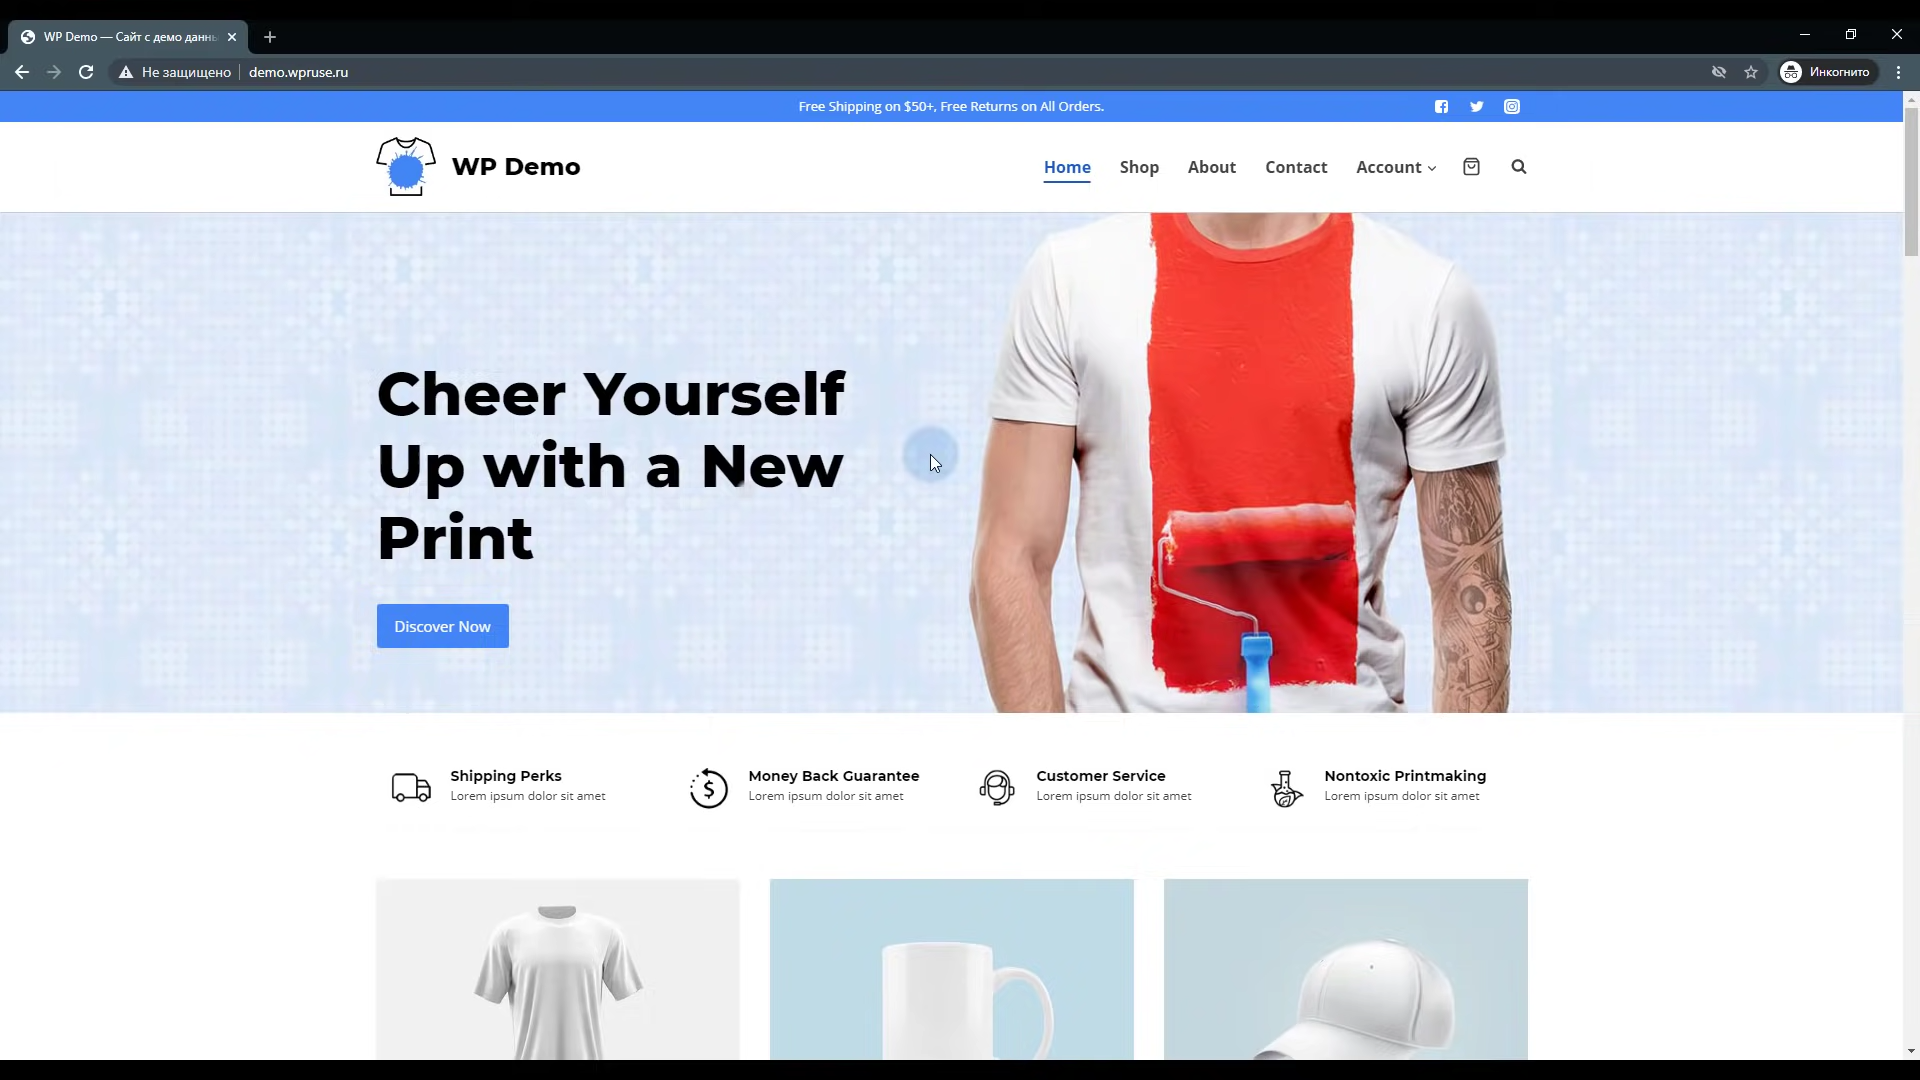 WP Demo — Сайт с демо данны
Не защищено
demo.wpruse.ru
Инкогнито
Free Shipping on $50+, Free Returns on All Orders.
WP Demo
Home
Shop
About
Contact
Account
Cheer Yourself
Up with a New
Print
Discover Now
Shipping Perks
Lorem ipsum dolor sit amet
Money Back Guarantee
Lorem ipsum dolor sit amet
Customer Service
Lorem ipsum dolor sit amet
Nontoxic Printmaking
Lorem ipsum dolor sit amet